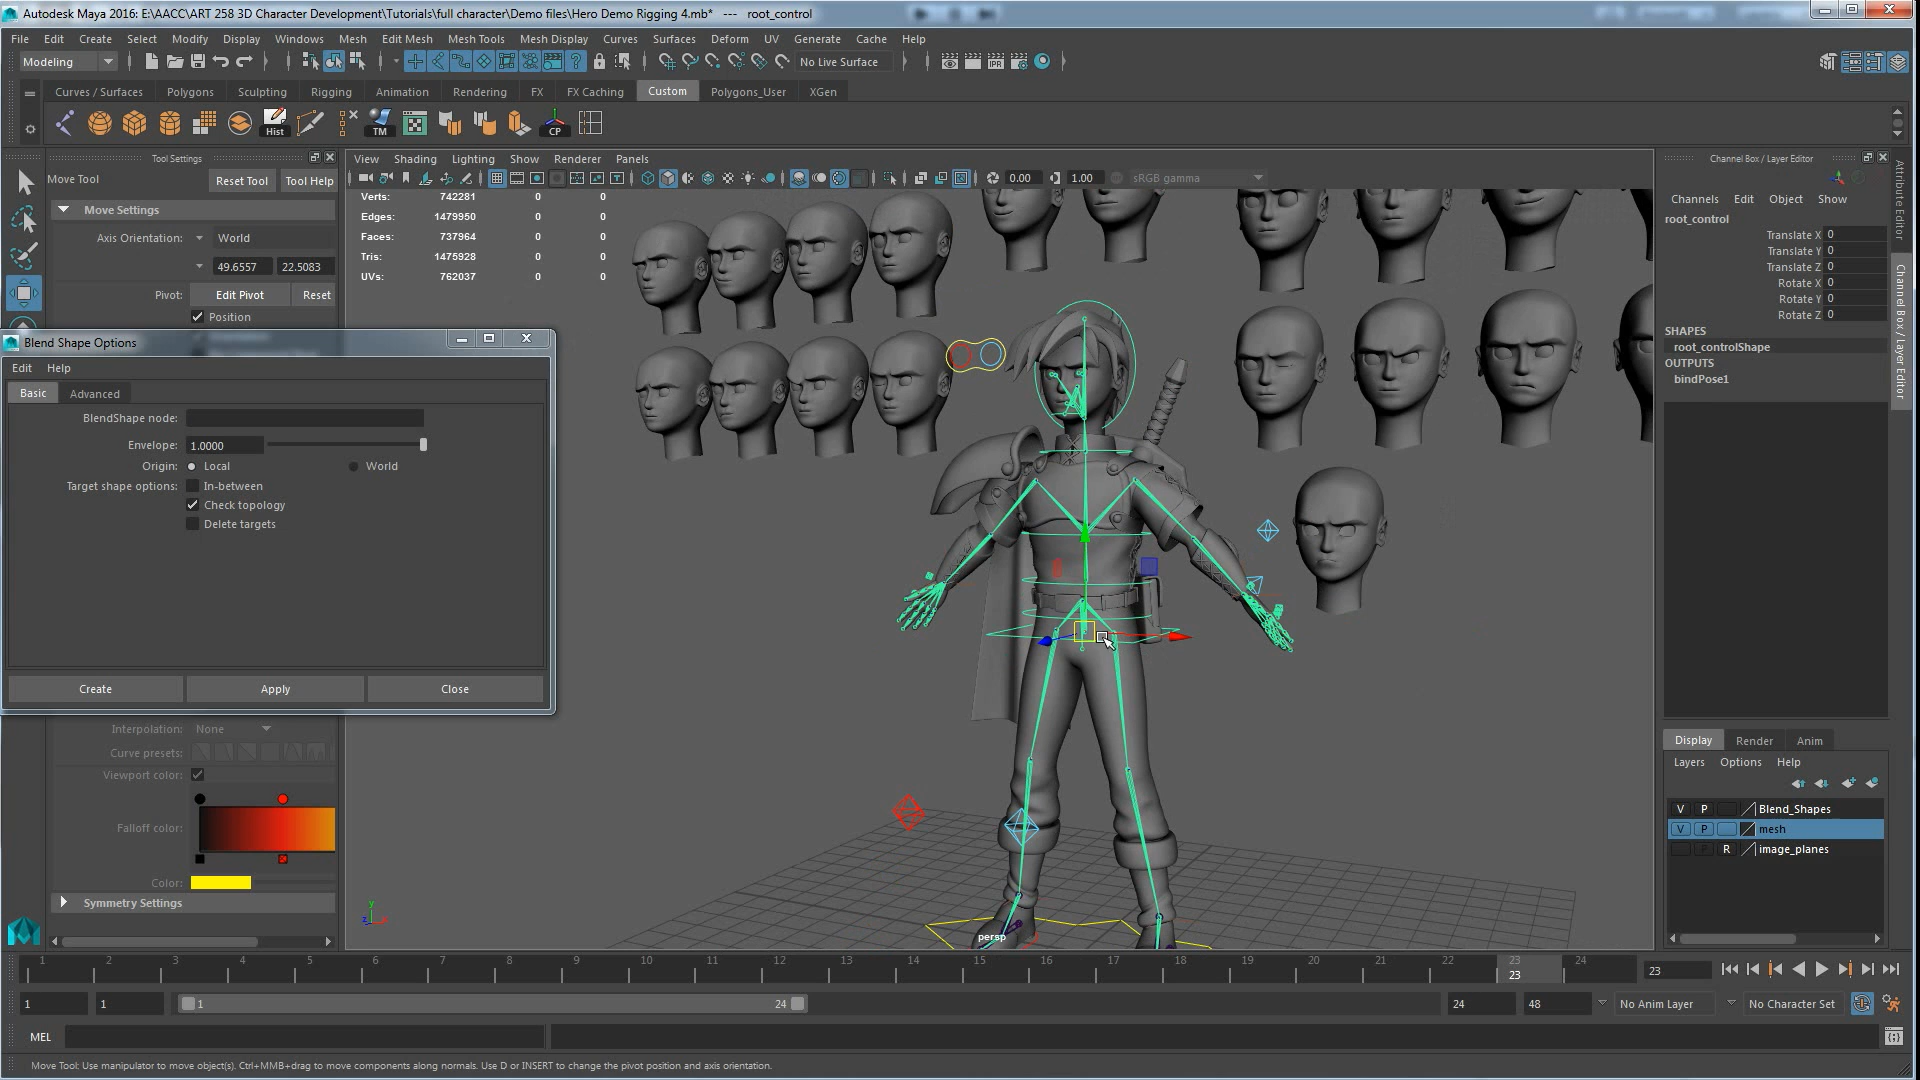 Autodesk Maya 2016: E:\AACC\ART 258 3D Character Development\Tutorials\full character\Demo files\Hero Demo Rigging 4.mb* --- root_control
File Edit Create Select Modify Display Windows Mesh Edit Mesh Mesh Tools Mesh Display Curves Surfaces Deform UV Generate Cache Help
Modeling No Live Surface IPR
Curves / Surfaces Polygons Sculpting Rigging Animation Rendering FX FX Caching Custom Polygons_User XGen
Hist TM CP
Tool Settings
Move Tool Reset Tool Tool Help
Move Settings
Axis Orientation: World
49.6557 22.5083
Pivot: Edit Pivot Reset
Position
Blend Shape Options
Edit Help
Basic Advanced
BlendShape node:
Envelope: 1.0000
Origin: Local World
Target shape options: In-between
Check topology
Delete targets
Create Apply Close
Interpolation: None
Curve presets:
Viewport color:
Falloff color:
Color:
Symmetry Settings
View Shading Lighting Show Renderer Panels
0.00 1.00 sRGB gamma
Verts: 742281 0 0
Edges: 1479950 0 0
Faces: 737964 0 0
Tris: 1475928 0 0
UVs: 762037 0 0
y
z x
persp
Channel Box / Layer Editor
Channels Edit Object Show
root_control
Translate X 0
Translate Y 0
Translate Z 0
Rotate X 0
Rotate Y 0
Rotate Z 0
SHAPES
root_controlShape
OUTPUTS
bindPose1
Attribute Editor
Channel Box / Layer Editor
Display Render Anim
Layers Options Help
V P Blend_Shapes
V P mesh
P R image_planes
1 2 3 4 5 6 7 8 9 10 11 12 13 14 15 16 17 18 19 20 21 22 23 24
23 23
1 1 1 24 24 48 No Anim Layer No Character Set
MEL
Move Tool: Use manipulator to move object(s). Ctrl+MMB+drag to move components along normals. Use D or INSERT to change the pivot position and axis orientation.